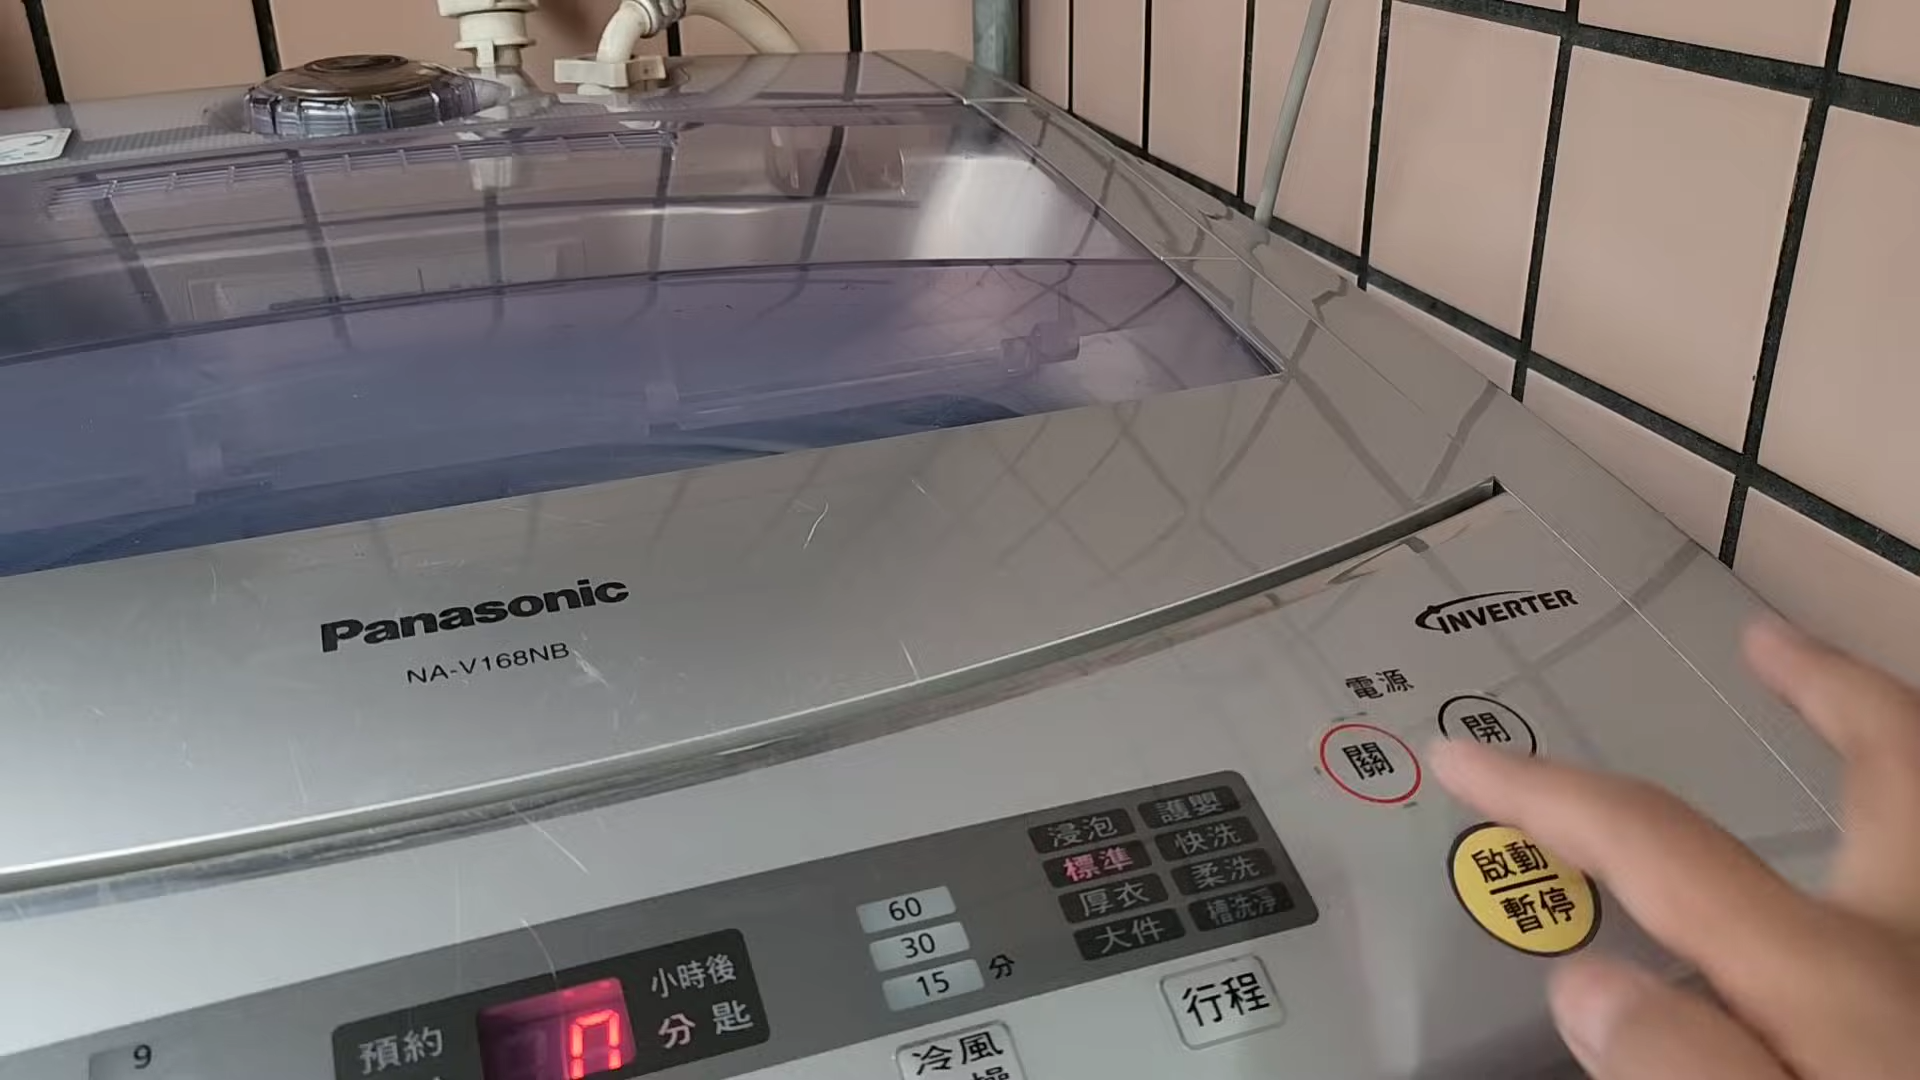 Panasonic
NA-V168NB
INVERTER
電源
關
開
啟動
暫停
浸泡
護嬰
標準
快洗
厚衣
柔洗
大件
槽洗淨
60
30
15
分
行程
冷風
預約
小時後
分
匙
9